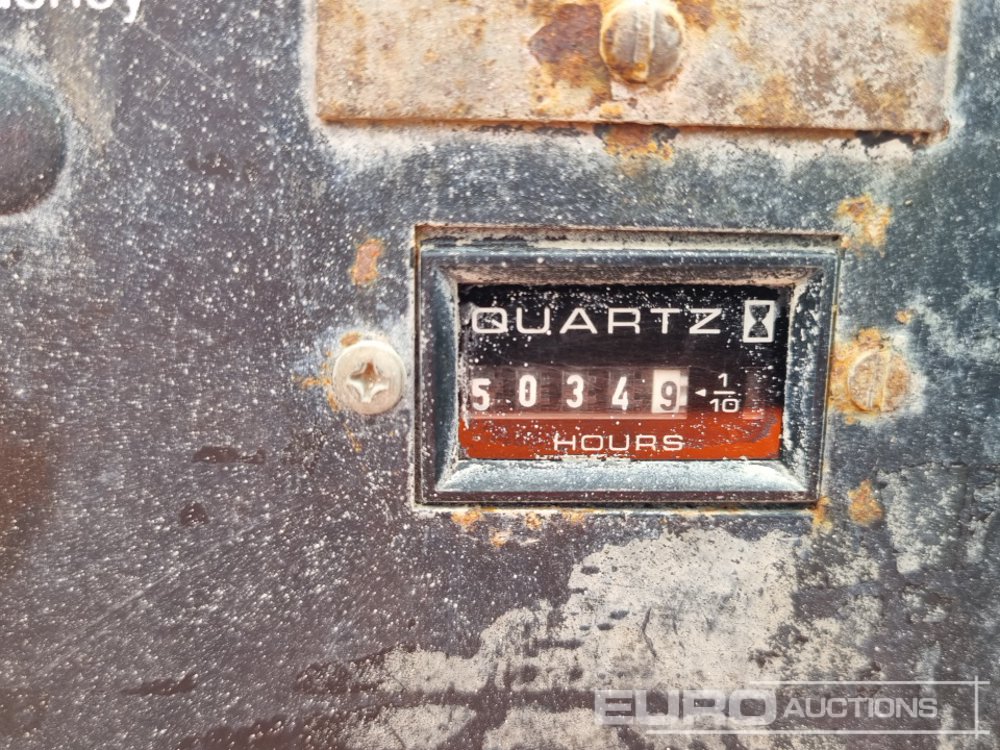 QUARTZ
50349 1/10
HOURS
EURO AUCTIONS